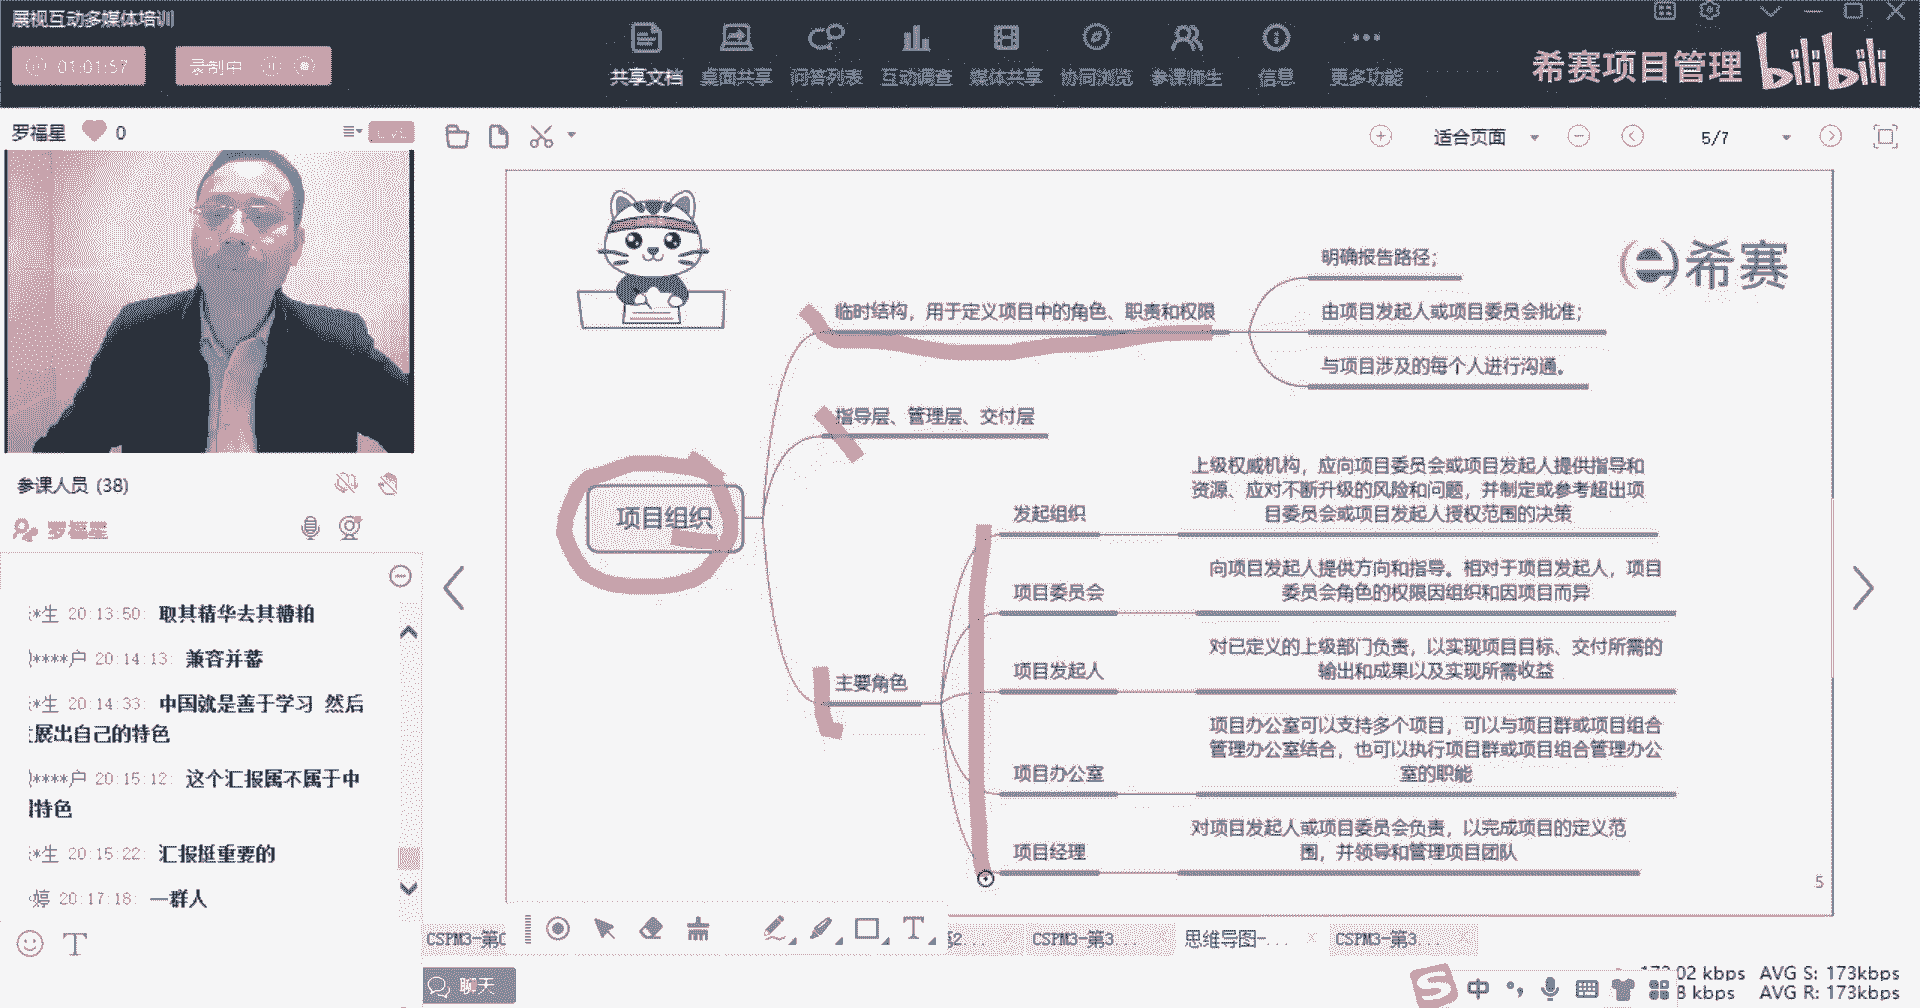 展视互动多媒体培训
01:01:57
录制中
共享文档 桌面共享 问答列表 互动调查 媒体共享 协同浏览 参课师生 信息 更多功能
希赛项目管理 bilibili
罗福星 0
适合页面
5/7
希赛
明确报告路径；
临时结构，用于定义项目中的角色、职责和权限
由项目发起人或项目委员会批准；
与项目涉及的每个人进行沟通。
指导层、管理层、交付层
项目组织
主要角色
发起组织
上级权威机构，应向项目委员会或项目发起人提供指导和
资源、应对不断升级的风险和问题，并制定或参考超出项
目委员会或项目发起人授权范围的决策
项目委员会
向项目发起人提供方向和指导。相对于项目发起人，项目
委员会角色的权限因组织和因项目而异
项目发起人
对已定义的上级部门负责，以实现项目目标、交付所需的
输出和成果以及实现所需收益
项目办公室
项目办公室可以支持多个项目，可以与项目群或项目组合
管理办公室结合，也可以执行项目群或项目组合管理办公
室的职能
项目经理
对项目发起人或项目委员会负责，以完成项目的定义范
围，并领导和管理项目团队
5
参课人员 (38)
罗福星
*生 20:13:50: 取其精华去其糟粕
****户 20:14:13: 兼容并蓄
*生 20:14:33: 中国就是善于学习 然后
展出自己的特色
****户 20:15:12: 这个汇报属不属于中
特色
*生 20:15:22: 汇报挺重要的
婷 20:17:18: 一群人
T
T
CSPM3-第
2...
CSPM3-第3...
思维导图-...
CSPM3-第3...
聊天
中
02 kbps AVG S: 173kbps
8 kbps AVG R: 173kbps